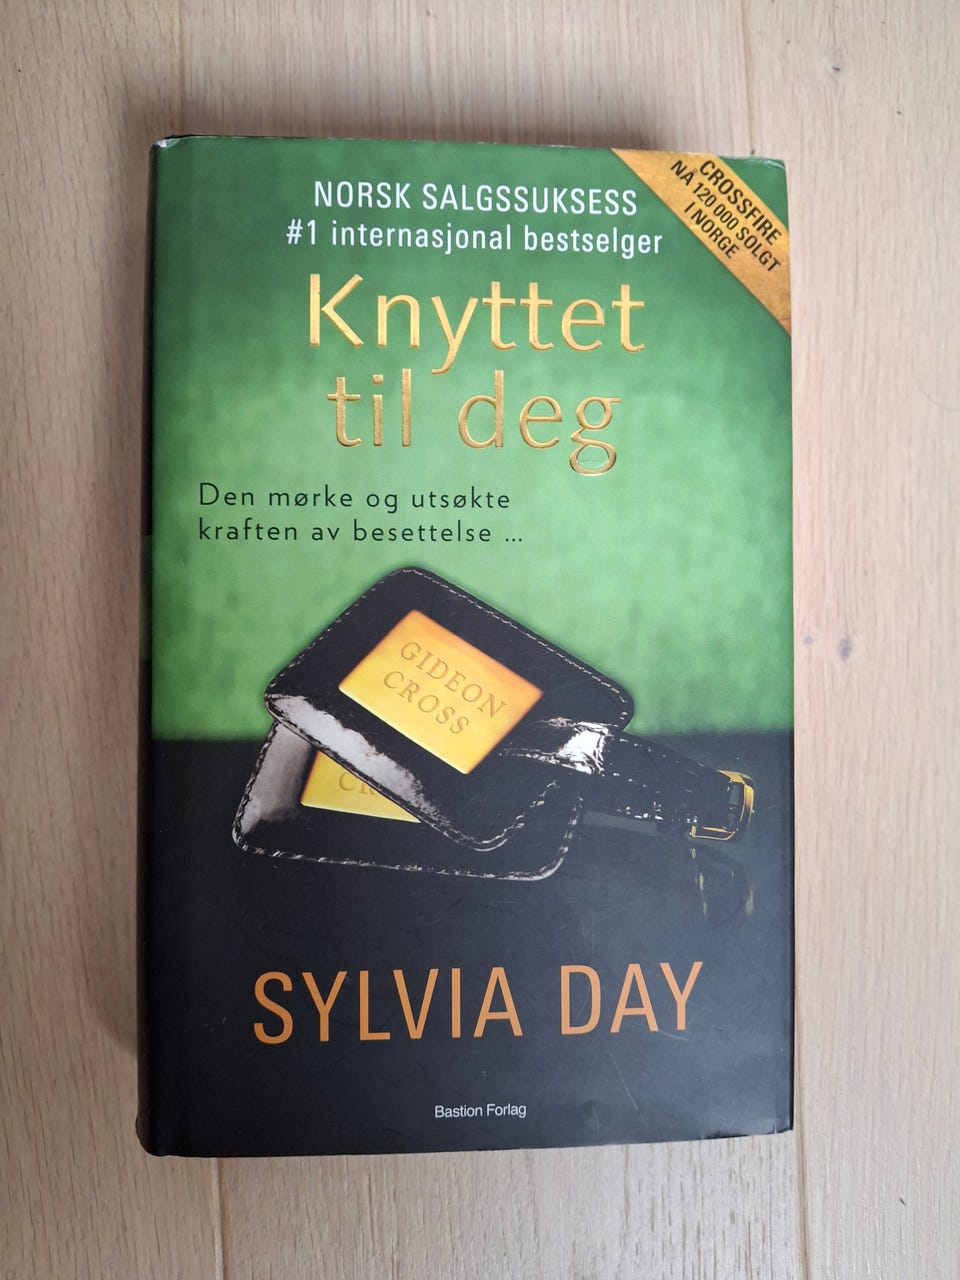 NORSK SALGSSUKSESS
#1 internasjonal bestselger
CROSSFIRE
NÅ 120 000 SOLGT
I NORGE
Knyttet
til deg
Den mørke og utsøkte
kraften av besettelse ...
GIDEON
CROSS
CR
SYLVIA DAY
Bastion Forlag